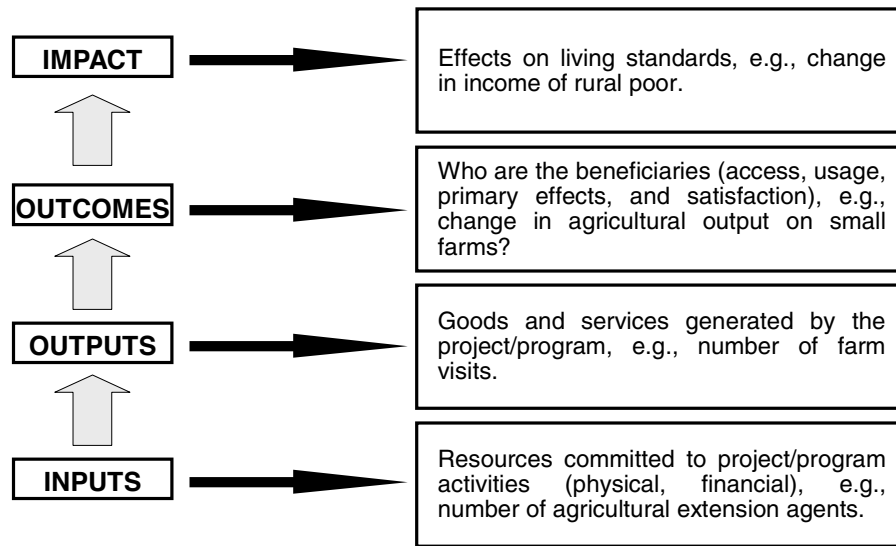 IMPACT
Effects on living standards, e.g., change
in income of rural poor.
OUTCOMES
Who are the beneficiaries (access, usage,
primary effects, and satisfaction), e.g.,
change in agricultural output on small
farms?
OUTPUTS
Goods and services generated by the
project/program, e.g., number of farm
visits.
INPUTS
Resources committed to project/program
activities (physical, financial), e.g.,
number of agricultural extension agents.